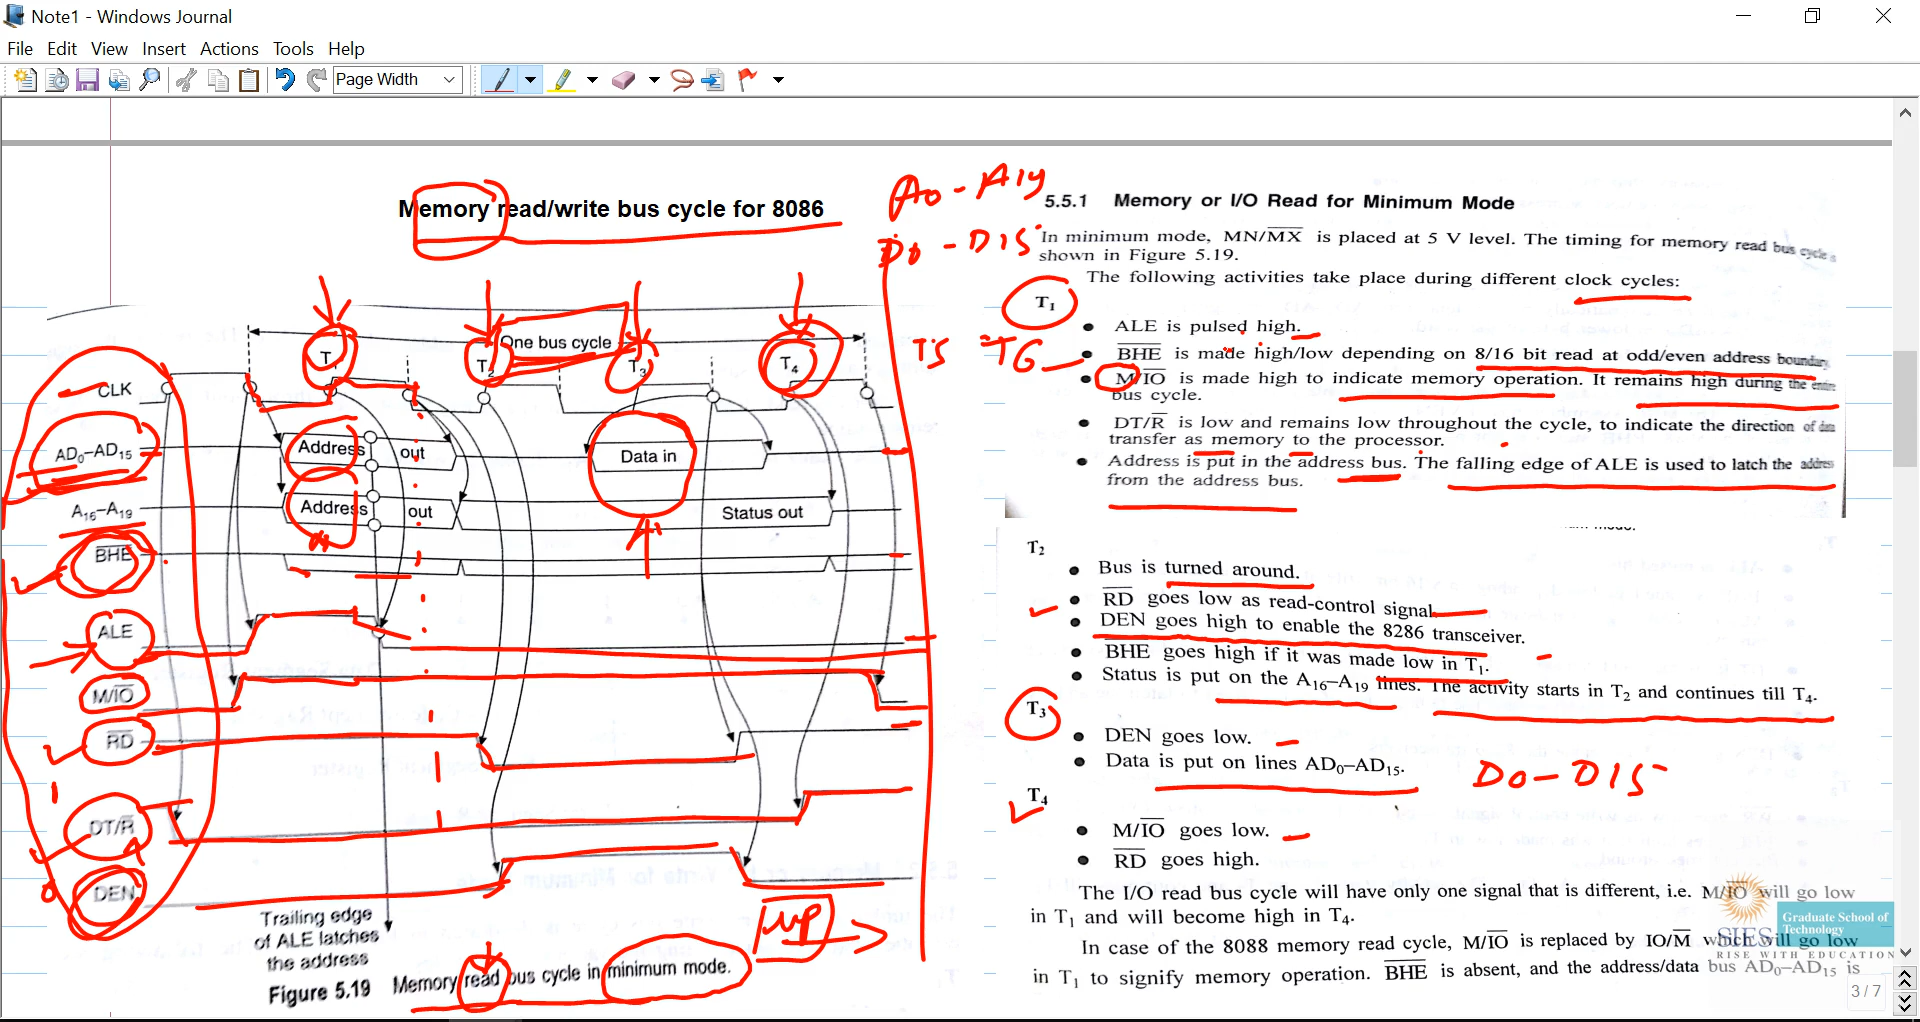 Note1 - Windows Journal
File Edit View Insert Actions Tools Help
Page Width
Memory read/write bus cycle for 8086
A0 - A19
D0 - D15
One bus cycle
T T2 T3 T4
CLK
AD0–AD15
Address out
Data in
A16–A19
Address out
Status out
BHE
ALE
M/IO
RD
DT/R
DEN
Trailing edge
of ALE latches
the address
MP
Figure 5.19 Memory read bus cycle in minimum mode.
5.5.1 Memory or I/O Read for Minimum Mode
In minimum mode, MN/MX is placed at 5 V level. The timing for memory read bus cycle
shown in Figure 5.19.
The following activities take place during different clock cycles:
T1
TS TG
• ALE is pulsed high.
• BHE is made high/low depending on 8/16 bit read at odd/even address boundary.
• M/IO is made high to indicate memory operation. It remains high during the entire
bus cycle.
• DT/R is low and remains low throughout the cycle, to indicate the direction of data
transfer as memory to the processor.
• Address is put in the address bus. The falling edge of ALE is used to latch the address
from the address bus.
T2
• Bus is turned around.
• RD goes low as read-control signal.
• DEN goes high to enable the 8286 transceiver.
• BHE goes high if it was made low in T1.
• Status is put on the A16–A19 lines. The activity starts in T2 and continues till T4.
T3
• DEN goes low.
• Data is put on lines AD0–AD15.
D0 - D15
T4
• M/IO goes low.
• RD goes high.
The I/O read bus cycle will have only one signal that is different, i.e. M/IO will go low
in T1 and will become high in T4.
In case of the 8088 memory read cycle, M/IO is replaced by IO/M which will go low
in T1 to signify memory operation. BHE is absent, and the address/data bus AD0–AD15 is
SIES
Graduate School of
Technology
RISE WITH EDUCATION
3 / 7